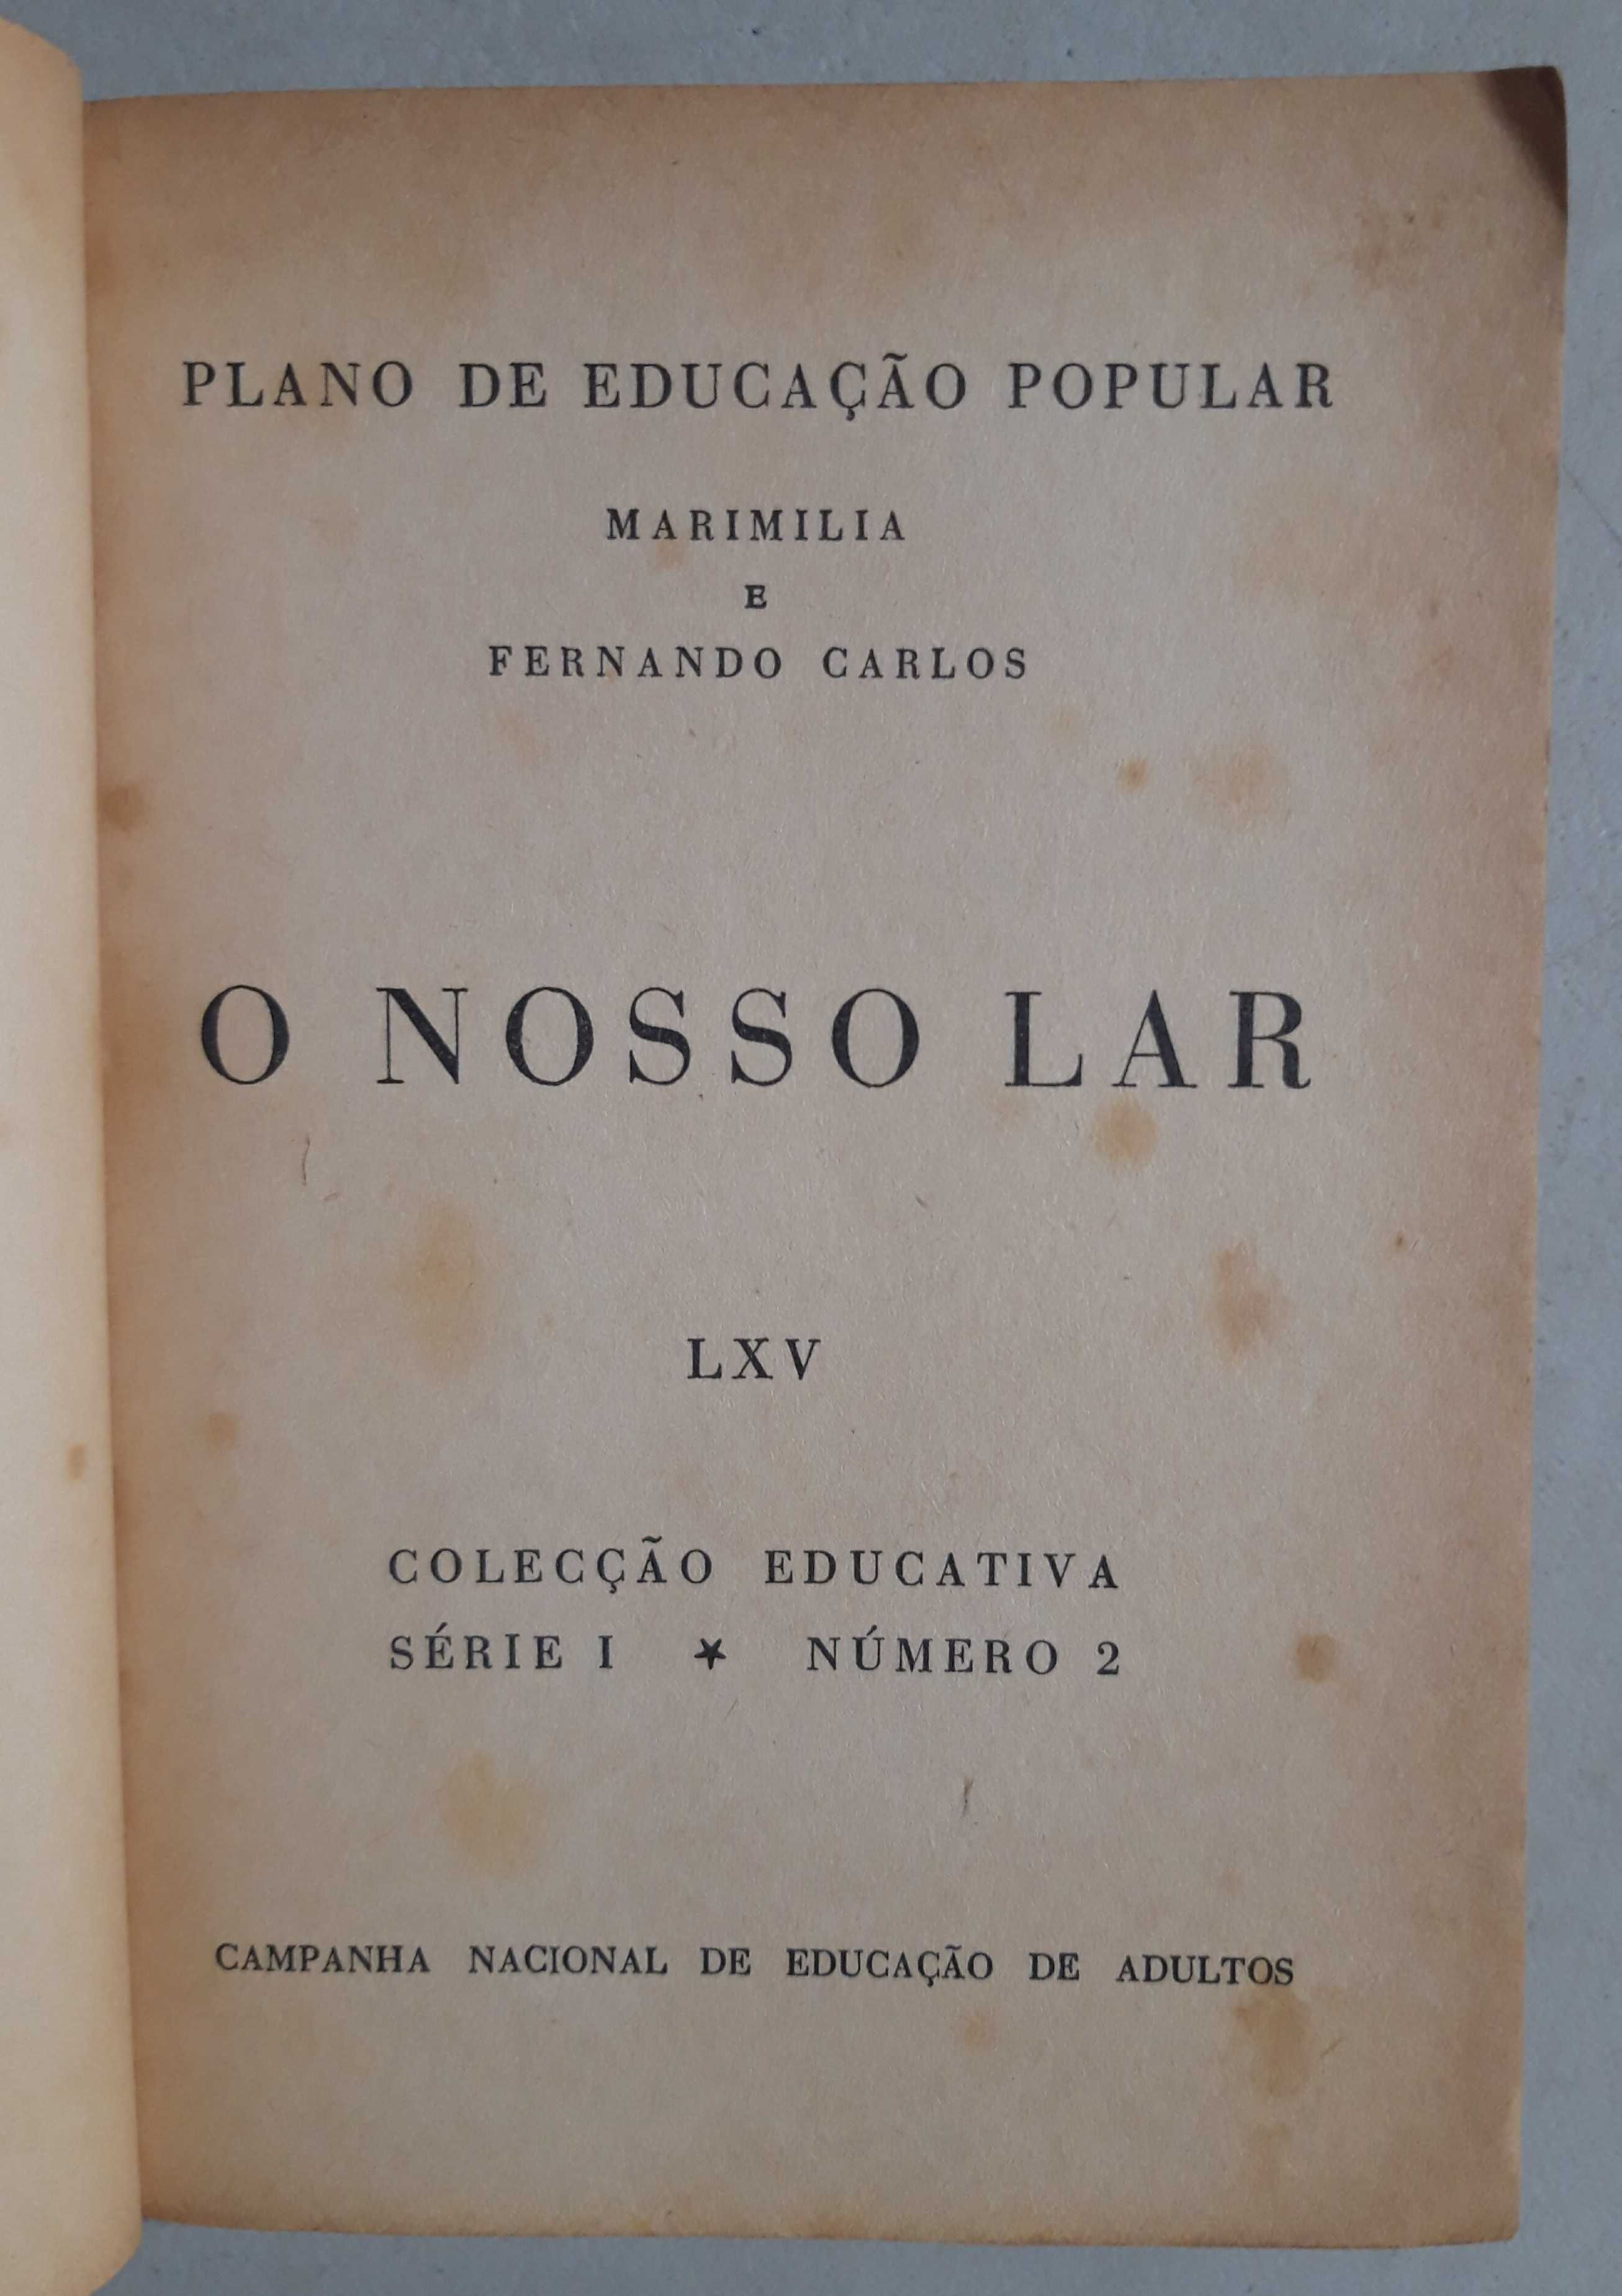 PLANO DE EDUCAÇÃO POPULAR
MARIMILIA
E
FERNANDO CARLOS
O NOSSO LAR
LXV
COLECÇÃO EDUCATIVA
SÉRIE I ★ NÚMERO 2
CAMPANHA NACIONAL DE EDUCAÇÃO DE ADULTOS